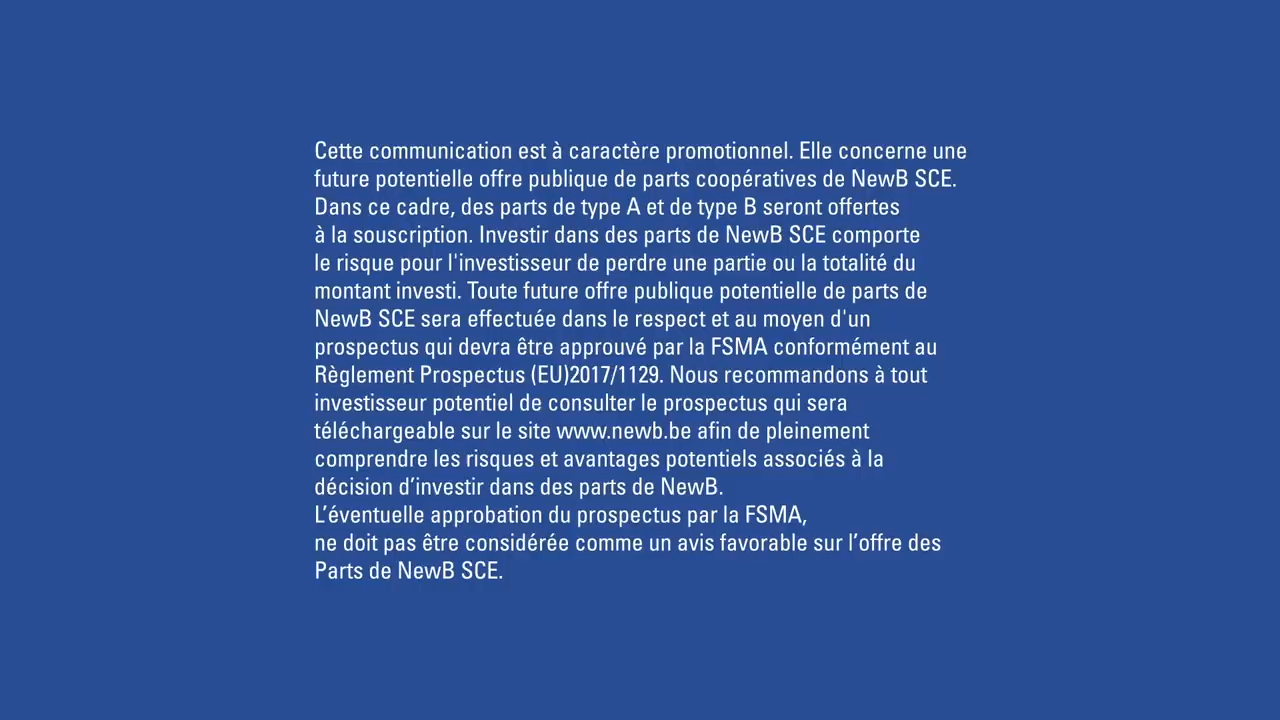 Cette communication est à caractère promotionnel. Elle concerne une
future potentielle offre publique de parts coopératives de NewB SCE.
Dans ce cadre, des parts de type A et de type B seront offertes
à la souscription. Investir dans des parts de NewB SCE comporte
le risque pour l'investisseur de perdre une partie ou la totalité du
montant investi. Toute future offre publique potentielle de parts de
NewB SCE sera effectuée dans le respect et au moyen d'un
prospectus qui devra être approuvé par la FSMA conformément au
Règlement Prospectus (EU)2017/1129. Nous recommandons à tout
investisseur potentiel de consulter le prospectus qui sera
téléchargeable sur le site www.newb.be afin de pleinement
comprendre les risques et avantages potentiels associés à la
décision d’investir dans des parts de NewB.
L’éventuelle approbation du prospectus par la FSMA,
ne doit pas être considérée comme un avis favorable sur l’offre des
Parts de NewB SCE.